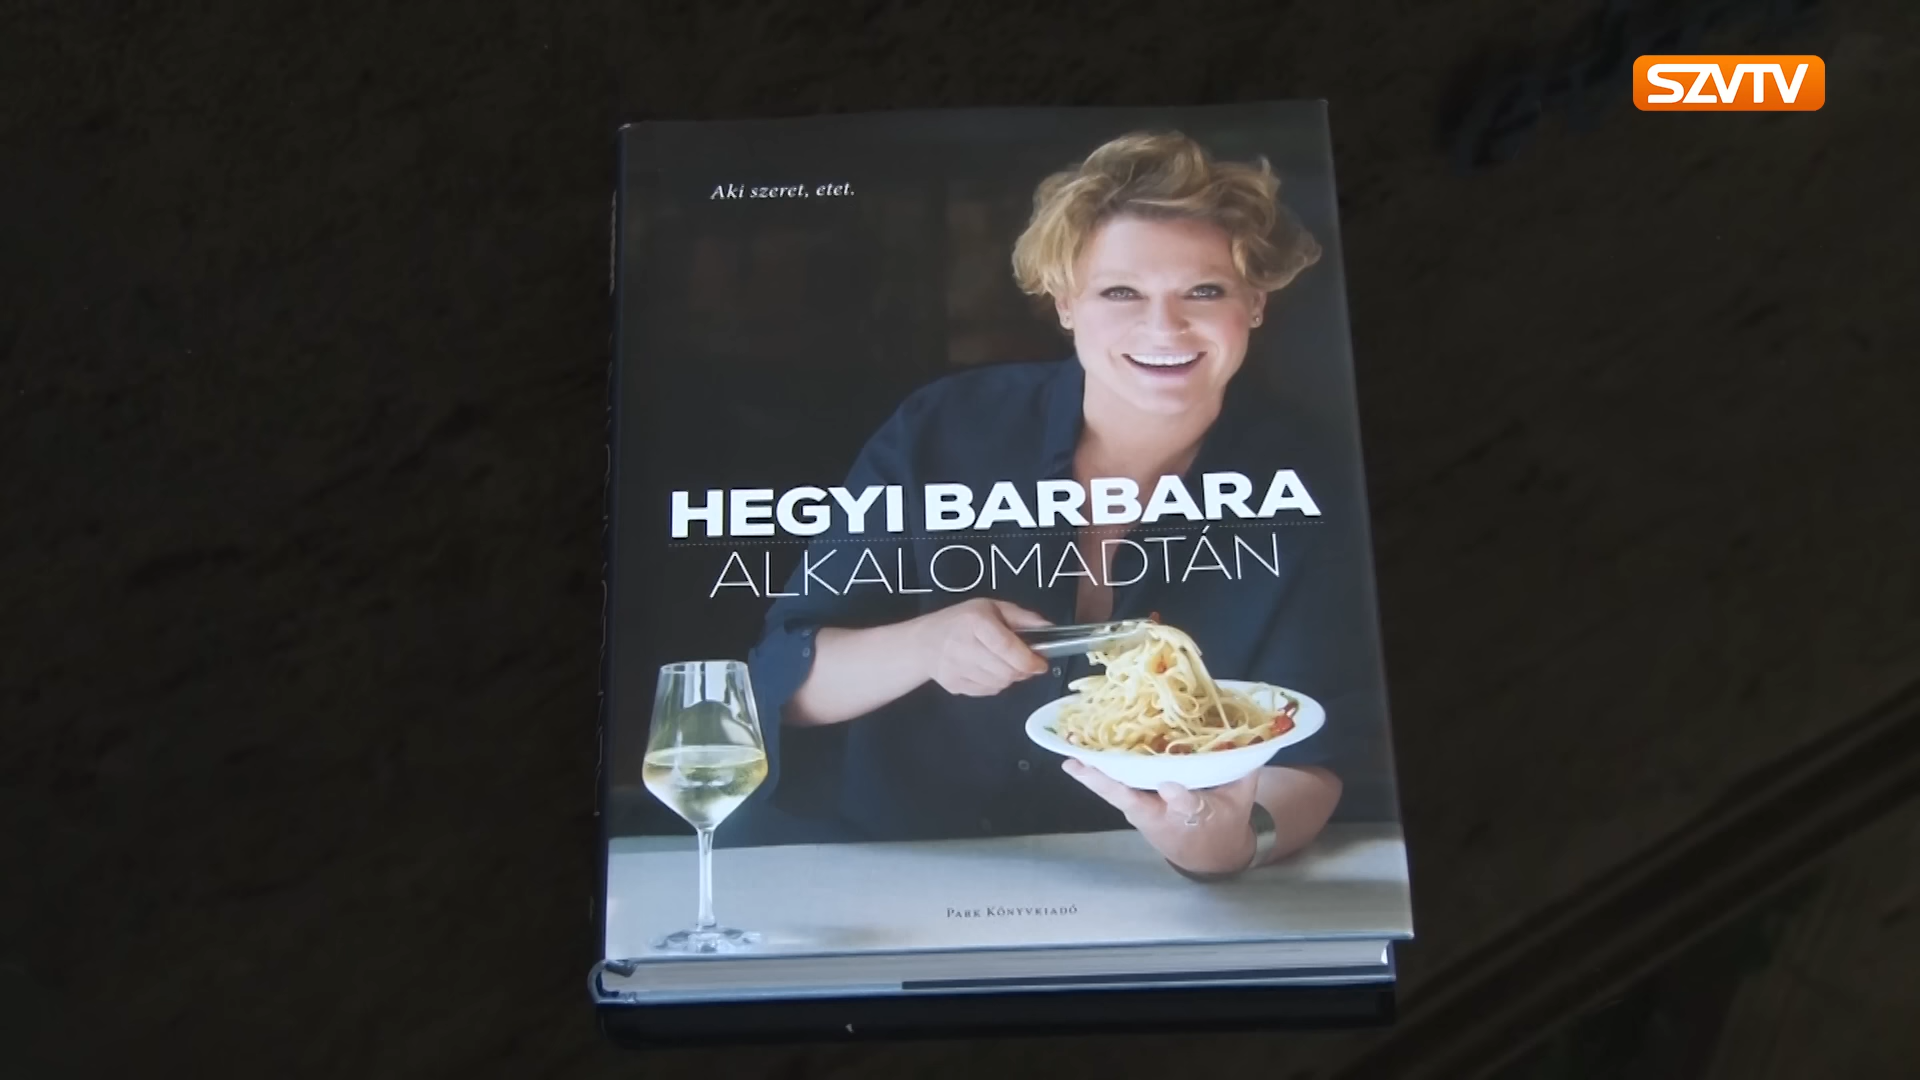 SZVTV
Aki szeret, etet.
HEGYI BARBARA
ALKALOMADTÁN
PARK KÖNYVKIADÓ